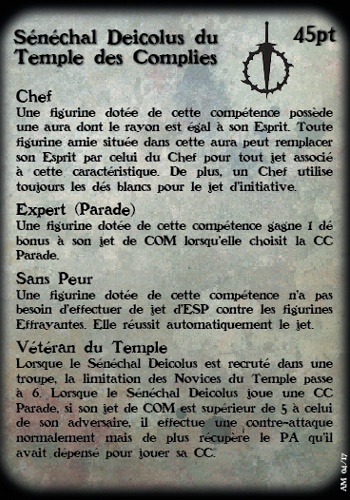 Sénéchal Deicolus du
Temple des Complies
45pt
Chef
Une figurine dotée de cette compétence possède
une aura dont le rayon est égal à son Esprit. Toute
figurine amie située dans cette aura peut remplacer
son Esprit par celui du Chef pour tout jet associé
à cette caractéristique. De plus, un Chef utilise
toujours les dés blancs pour le jet d'initiative.
Expert (Parade)
Une figurine dotée de cette compétence gagne 1 dé
bonus à son jet de COM lorsqu'elle choisit la CC
Parade.
Sans Peur
Une figurine dotée de cette compétence n'a pas
besoin d'effectuer de jet d'ESP contre les figurines
Effrayantes. Elle réussit automatiquement le jet.
Vétéran du Temple
Lorsque le Sénéchal Deicolus est recruté dans une
troupe, la limitation des Novices du Temple passe
à 6. Lorsque le Sénéchal Deicolus joue une CC
Parade, si son jet de COM est supérieur de 5 à celui
de son adversaire, il effectue une contre-attaque
normalement mais de plus récupère le PA qu'il
avait dépensé pour jouer sa CC.
AM 04/17